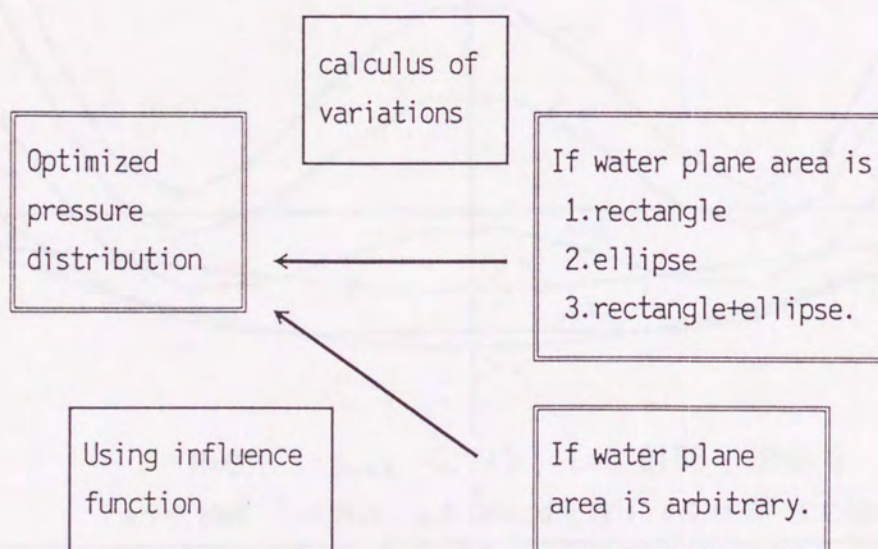 calculus of
variations
Optimized
pressure
distribution
If water plane area is
1.rectangle
2.ellipse
3.rectangle+ellipse.
Using influence
function
If water plane
area is arbitrary.